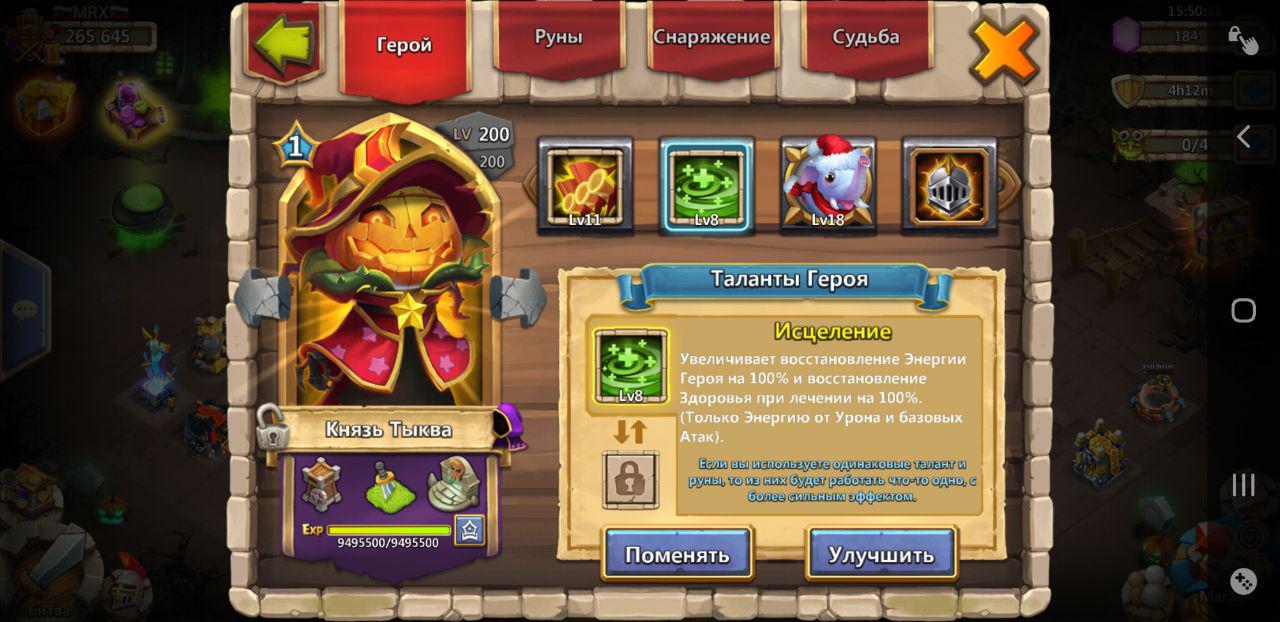 MRX
265 645
Герой
Руны
Снаряжение
Судьба
15:50:36
184
4h12m
0/4
1
LV 200
200
Lv11
Lv8
Lv18
Таланты Героя
Исцеление
Увеличивает восстановление Энергии
Героя на 100% и восстановление
Здоровья при лечении на 100%.
(Только Энергию от Урона и базовых
Атак).
Lv8
Если вы используете одинаковые талант и
руны, то из них будет работать что-то одно, с
более сильным эффектом.
Князь Тыква
Exp
9495500/9495500
Поменять
Улучшить
Битва